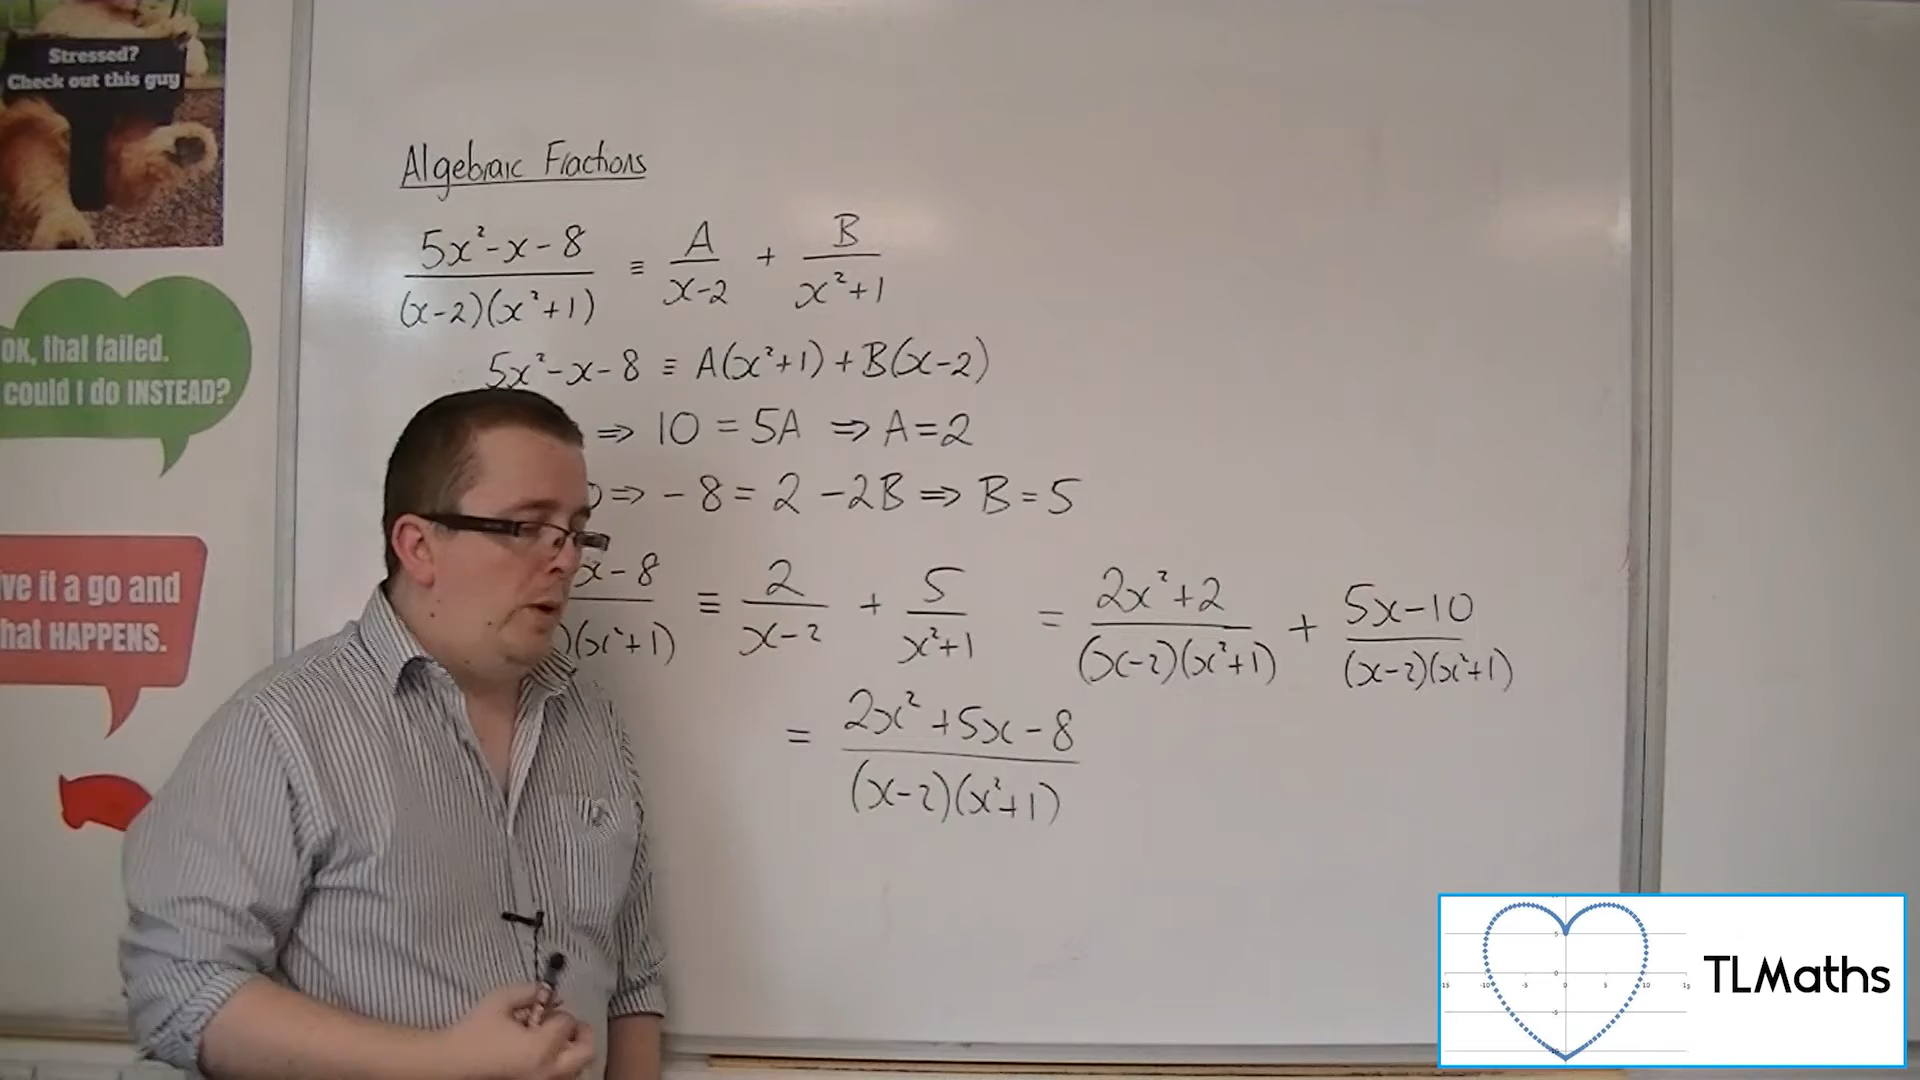 Stressed?
Check out this guy
OK, that failed.
could I do INSTEAD?
ive it a go and
hat HAPPENS.
Algebraic Fractions
5x²-x-8 / (x-2)(x²+1) ≡ A / x-2 + B / x²+1
5x²-x-8 ≡ A(x²+1) + B(x-2)
⇒ 10 = 5A ⇒ A=2
⇒ -8 = 2 - 2B ⇒ B = 5
x-8 / )(x²+1) ≡ 2 / x-2 + 5 / x²+1 = 2x²+2 / (x-2)(x²+1) + 5x-10 / (x-2)(x²+1)
= 2x²+5x-8 / (x-2)(x²+1)
TLMaths